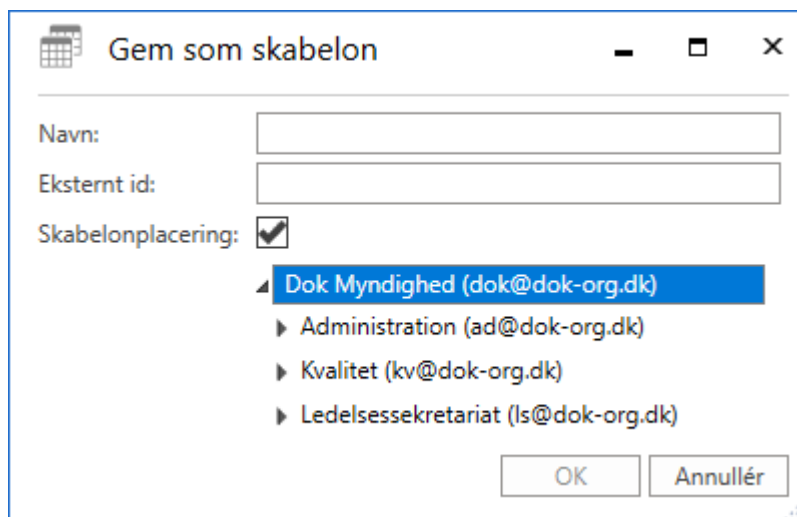 Gem som skabelon
Navn:
Eksternt id:
Skabelonplacering:
Dok Myndighed (dok@dok-org.dk)
Administration (ad@dok-org.dk)
Kvalitet (kv@dok-org.dk)
Ledelsessekretariat (ls@dok-org.dk)
OK Annullér